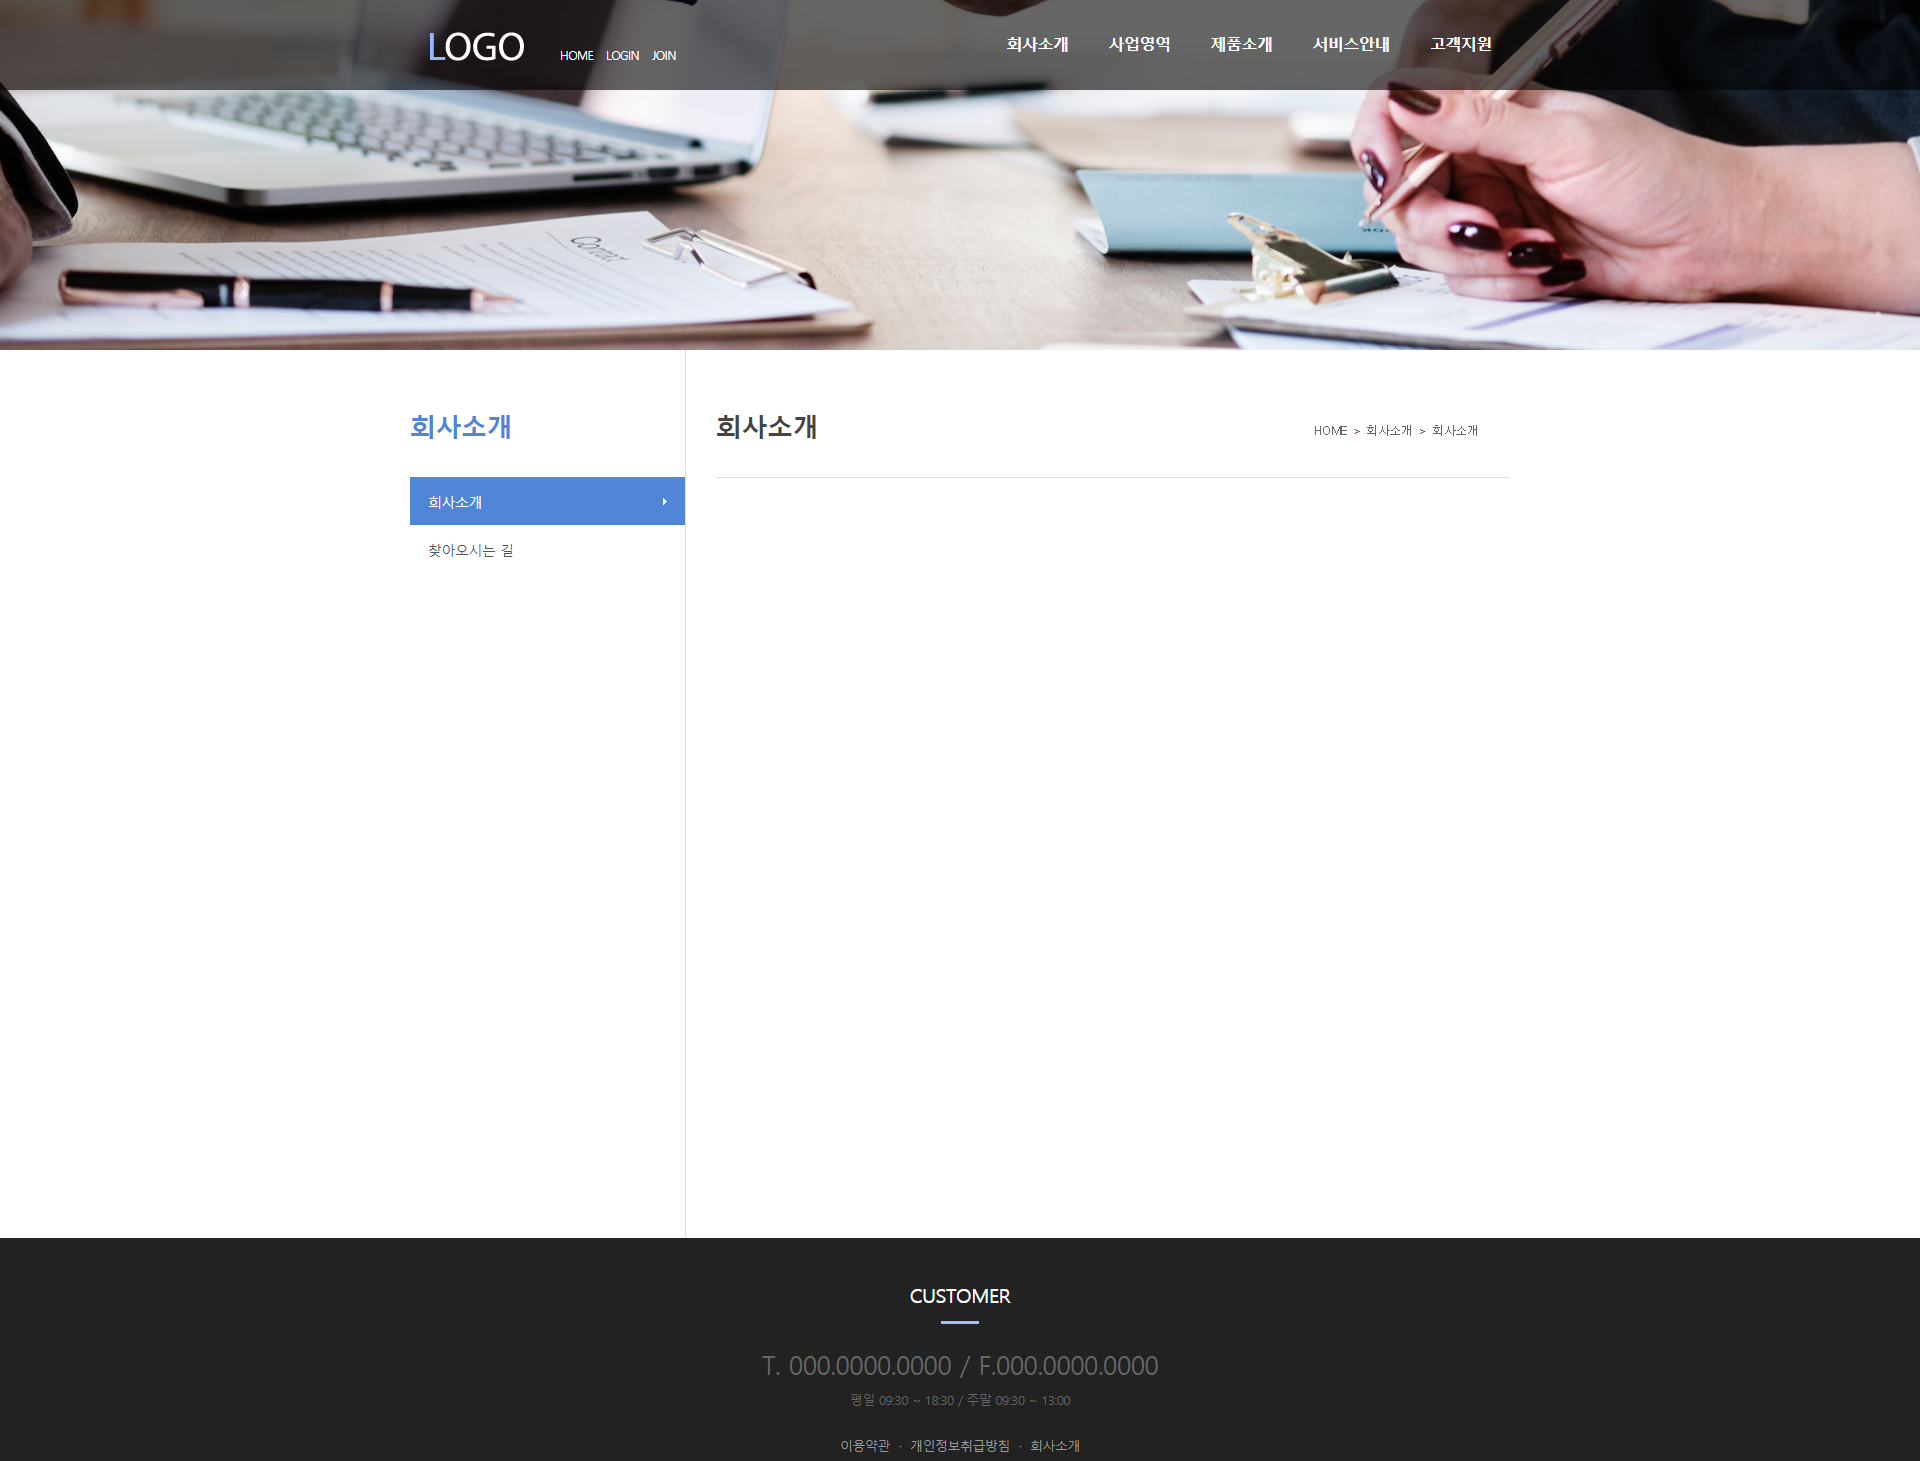 LOGO HOME LOGIN JOIN 회사소개 사업영역 제품소개 서비스안내 고객지원
Contract
회사소개
회사소개
찾아오시는 길
회사소개
HOME > 회사소개 > 회사소개
CUSTOMER
T. 000.0000.0000 / F.000.0000.0000
평일 09:30 ~ 18:30 / 주말 09:30 ~ 13:00
이용약관 · 개인정보취급방침 · 회사소개